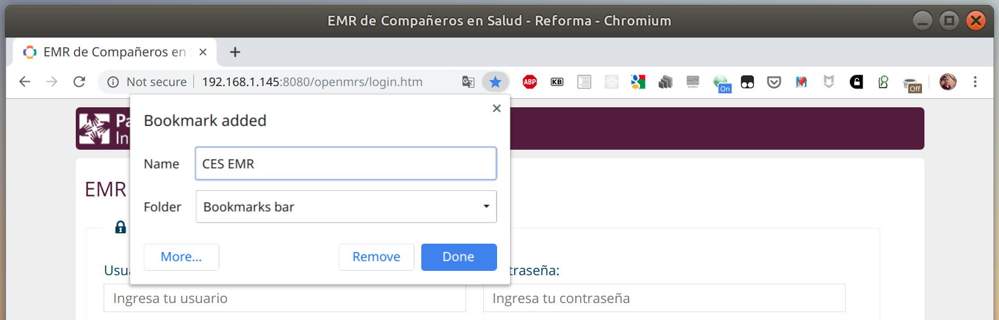 EMR de Compañeros en Salud - Reforma - Chromium
EMR de Compañeros en
Not secure 192.168.1.145:8080/openmrs/login.htm
ABP KB On Off
Pa
In
Bookmark added
Name CES EMR
EMR
Folder Bookmarks bar
More... Remove Done
Usu traseña:
Ingresa tu usuario Ingresa tu contraseña